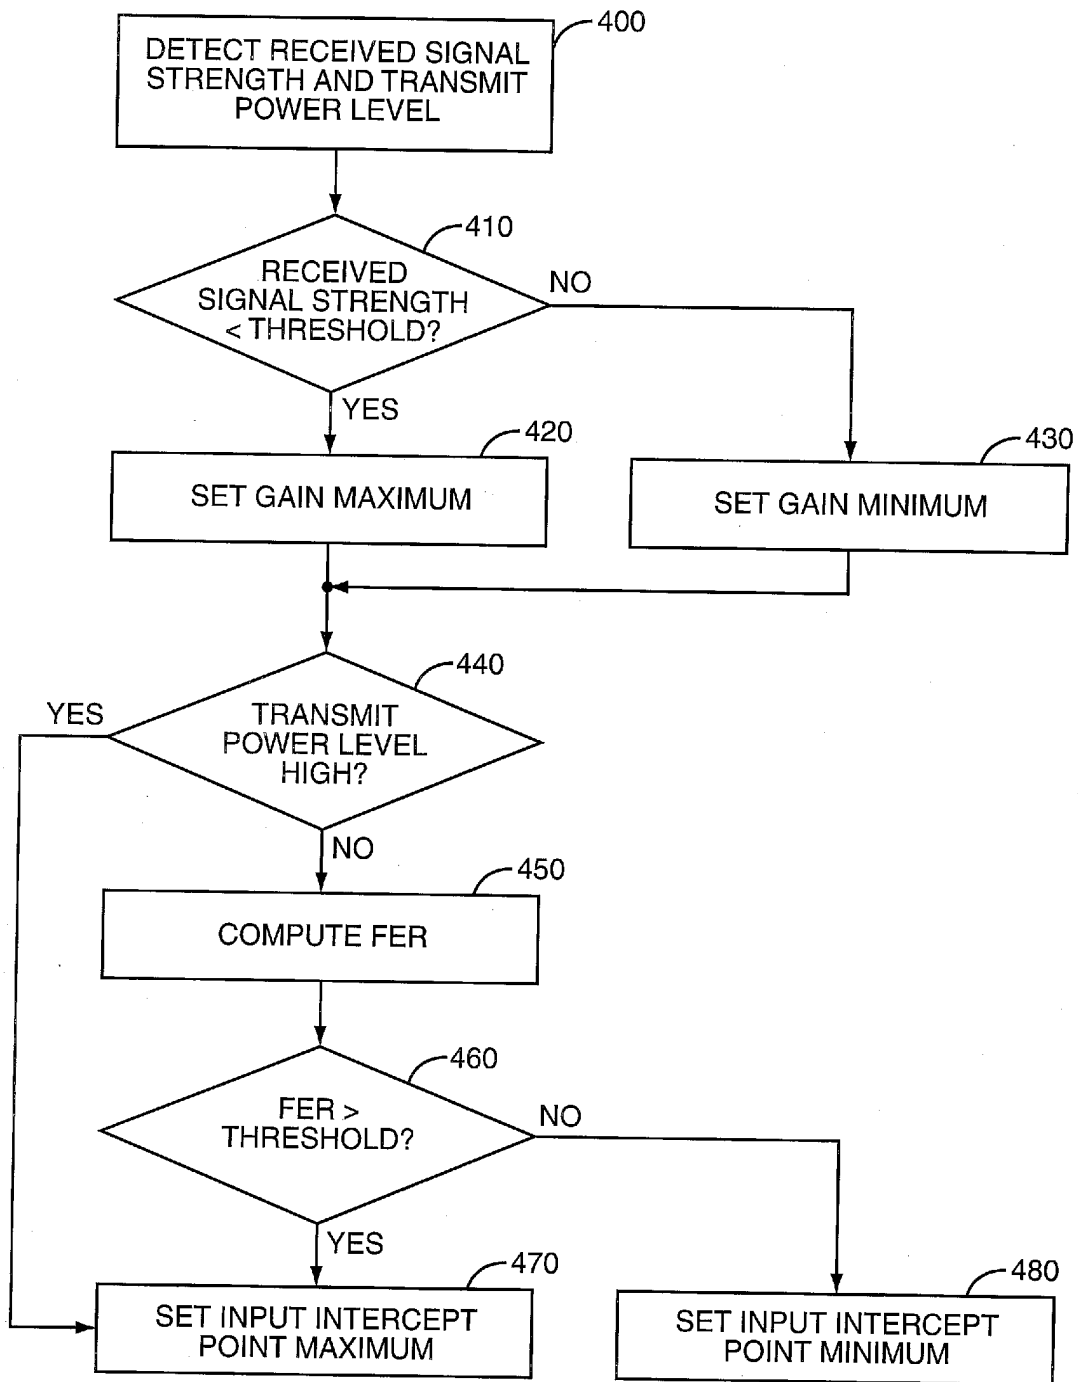 400
DETECT RECEIVED SIGNAL
STRENGTH AND TRANSMIT
POWER LEVEL
410
RECEIVED
SIGNAL STRENGTH
< THRESHOLD?
NO
YES
420
SET GAIN MAXIMUM
430
SET GAIN MINIMUM
440
YES
TRANSMIT
POWER LEVEL
HIGH?
NO
450
COMPUTE FER
460
FER >
THRESHOLD?
NO
YES
470
SET INPUT INTERCEPT
POINT MAXIMUM
480
SET INPUT INTERCEPT
POINT MINIMUM